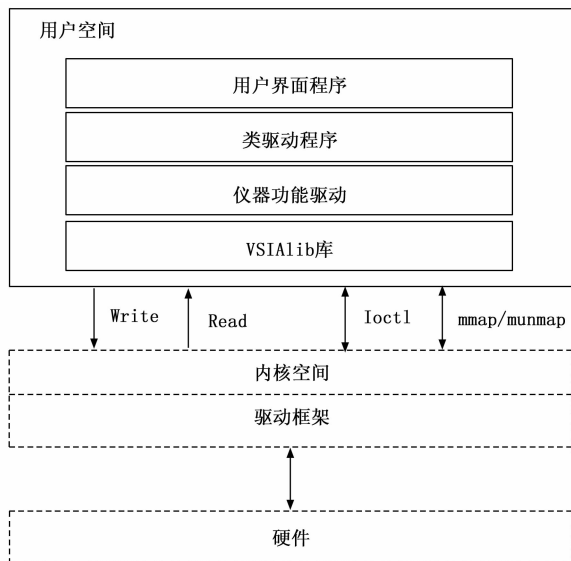 用户空间
用户界面程序
类驱动程序
仪器功能驱动
VSIAlib库
Write
Read
Ioctl
mmap/munmap
内核空间
驱动框架
硬件